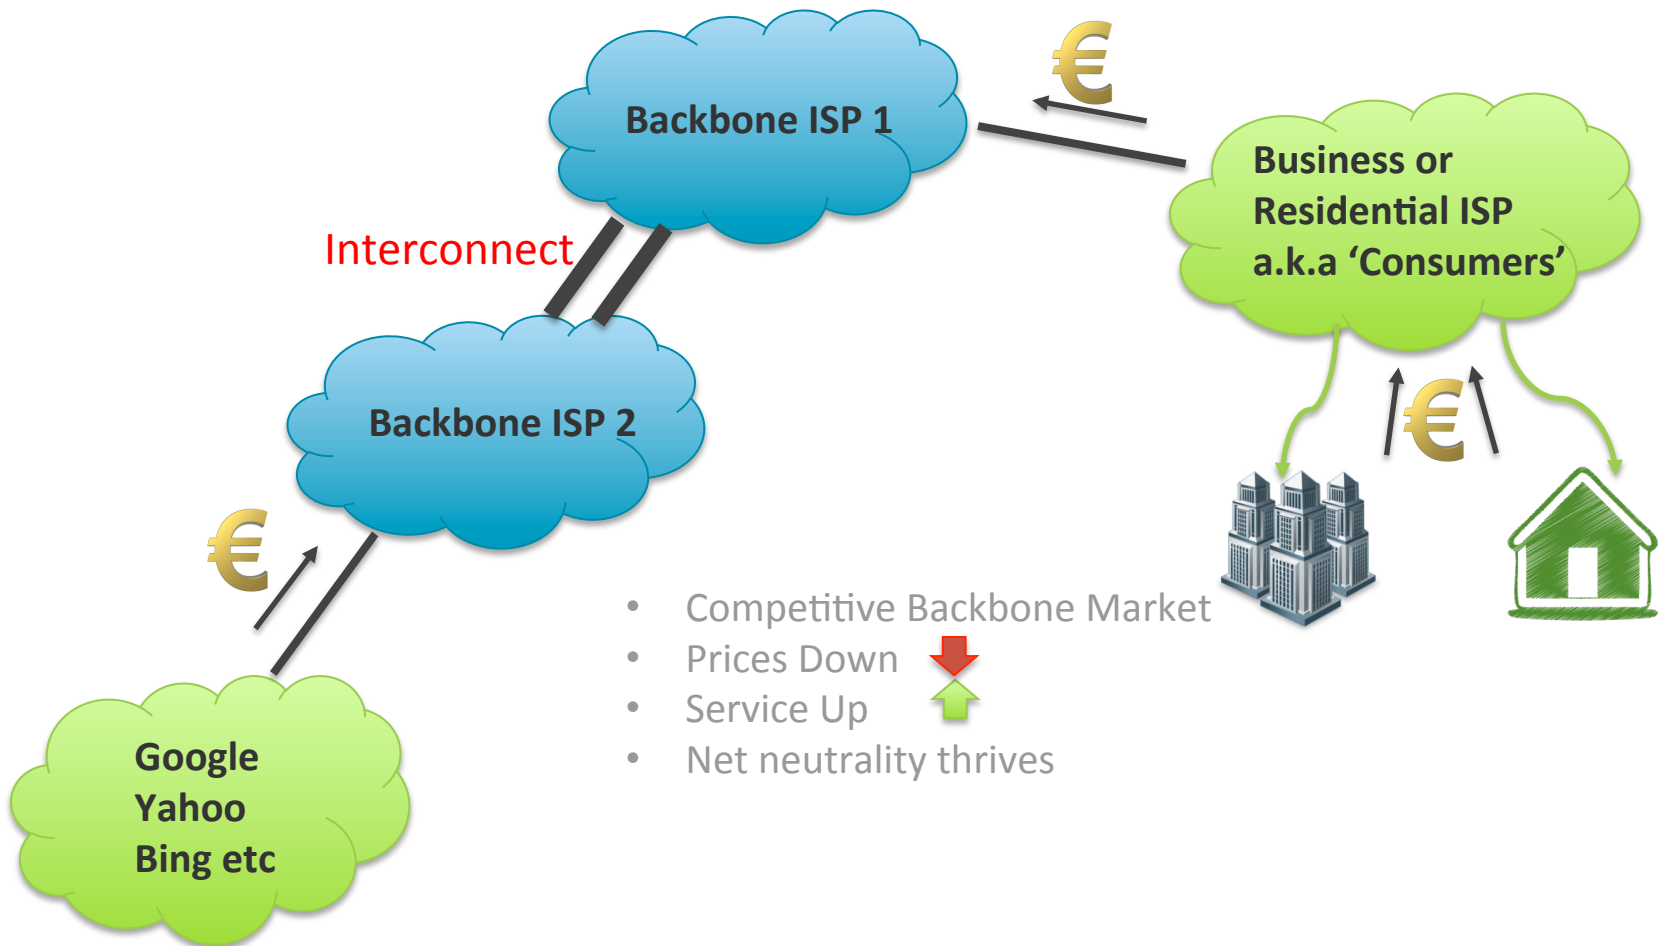 Backbone ISP 1
€
Business or
Residential ISP
a.k.a ‘Consumers’
Interconnect
Backbone ISP 2
€
€
• Competitive Backbone Market
• Prices Down
• Service Up
• Net neutrality thrives
Google
Yahoo
Bing etc